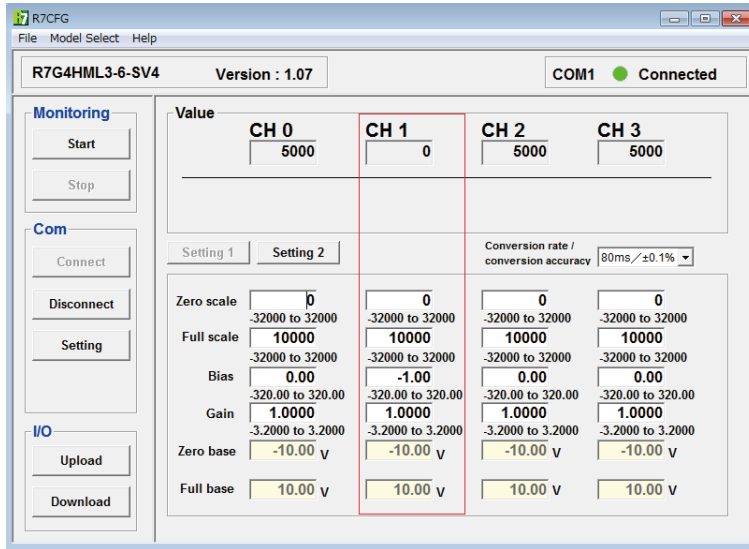 R7CFG
File Model Select Help
R7G4HML3-6-SV4 Version : 1.07 COM1 Connected
Monitoring
Start
Stop
Com
Connect
Disconnect
Setting
I/O
Upload
Download
Value
CH 0 CH 1 CH 2 CH 3
5000 0 5000 5000
Setting 1 Setting 2
Conversion rate /
conversion accuracy 80ms／±0.1%
Zero scale 0 0 0 0
-32000 to 32000 -32000 to 32000 -32000 to 32000 -32000 to 32000
Full scale 10000 10000 10000 10000
-32000 to 32000 -32000 to 32000 -32000 to 32000 -32000 to 32000
Bias 0.00 -1.00 0.00 0.00
-320.00 to 320.00 -320.00 to 320.00 -320.00 to 320.00 -320.00 to 320.00
Gain 1.0000 1.0000 1.0000 1.0000
-3.2000 to 3.2000 -3.2000 to 3.2000 -3.2000 to 3.2000 -3.2000 to 3.2000
Zero base -10.00 V -10.00 V -10.00 V -10.00 V
Full base 10.00 V 10.00 V 10.00 V 10.00 V